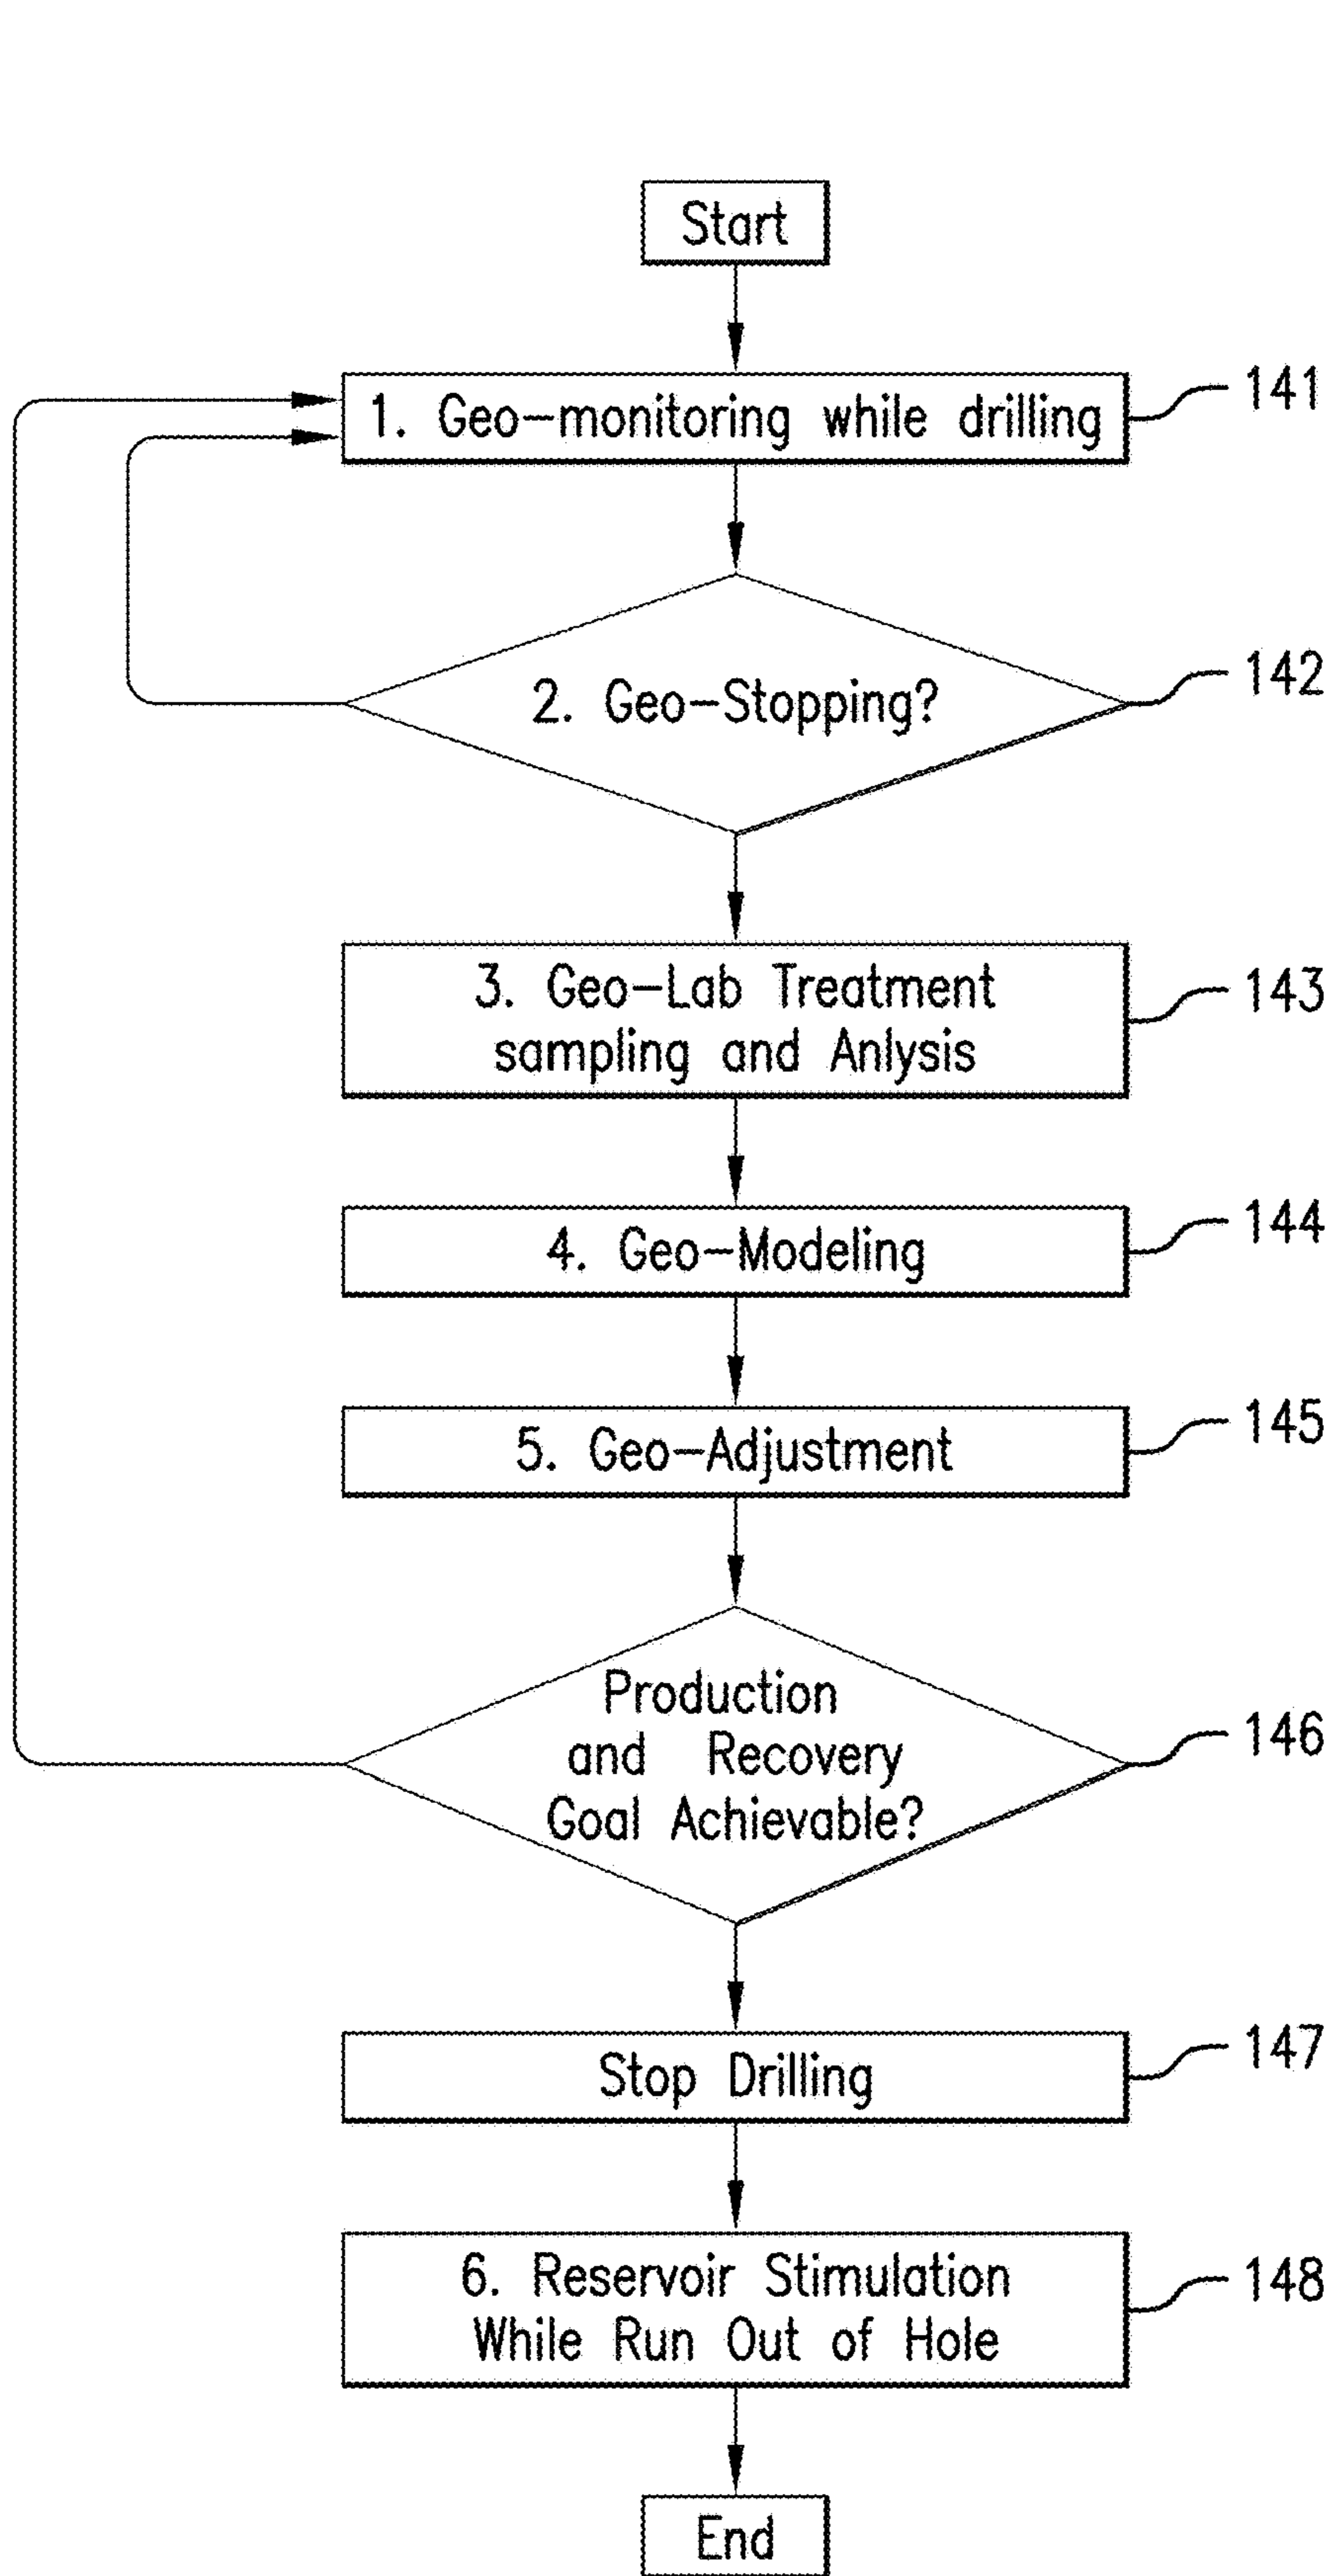 Start
1. Geo-monitoring while drilling
141
2. Geo-Stopping?
142
3. Geo-Lab Treatment
sampling and Anlysis
143
4. Geo-Modeling
144
5. Geo-Adjustment
145
Production
and Recovery
Goal Achievable?
146
Stop Drilling
147
6. Reservoir Stimulation
While Run Out of Hole
148
End